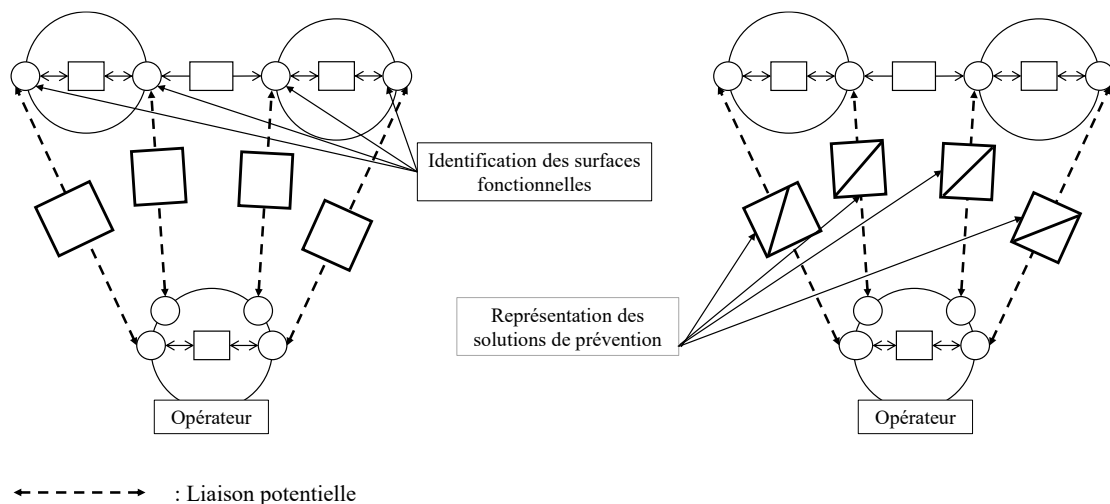 Identification des surfaces
fonctionnelles
Représentation des
solutions de prévention
Opérateur
Opérateur
: Liaison potentielle